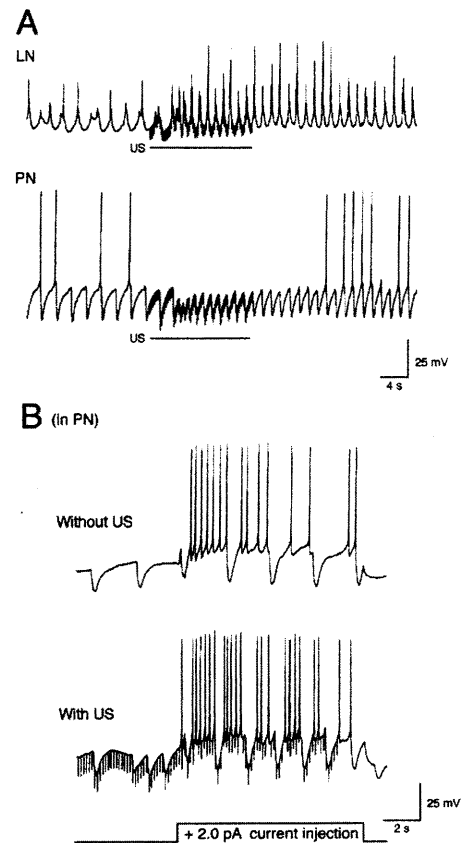 A
LN
US
PN
US
25 mV
4 s
B (in PN)
Without US
With US
25 mV
+ 2.0 pA current injection
2 s